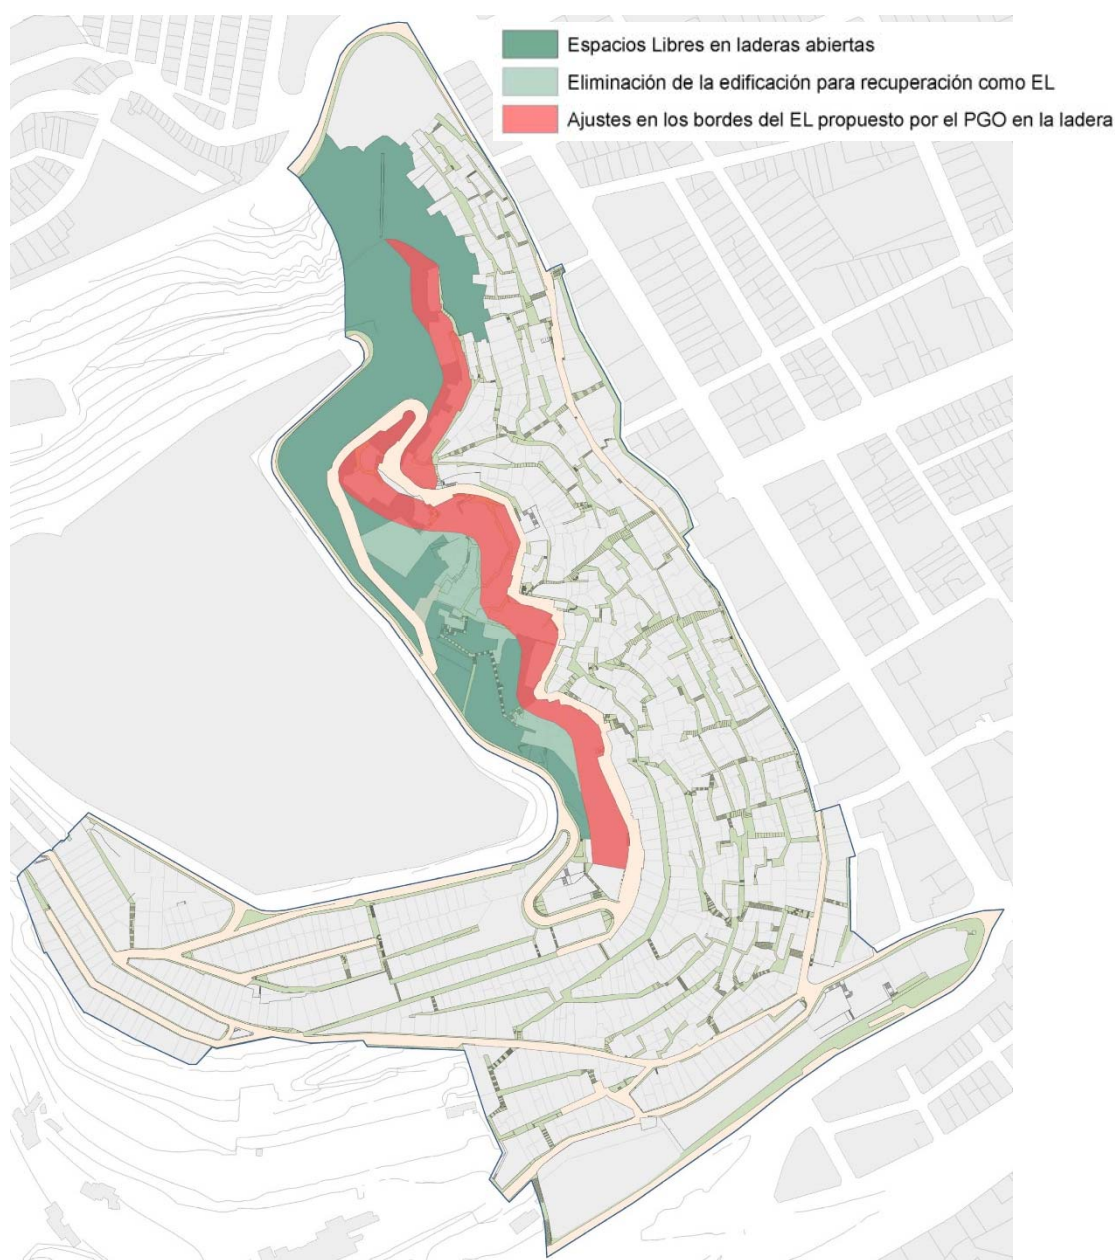 Espacios Libres en laderas abiertas
Eliminación de la edificación para recuperación como EL
Ajustes en los bordes del EL propuesto por el PGO en la ladera